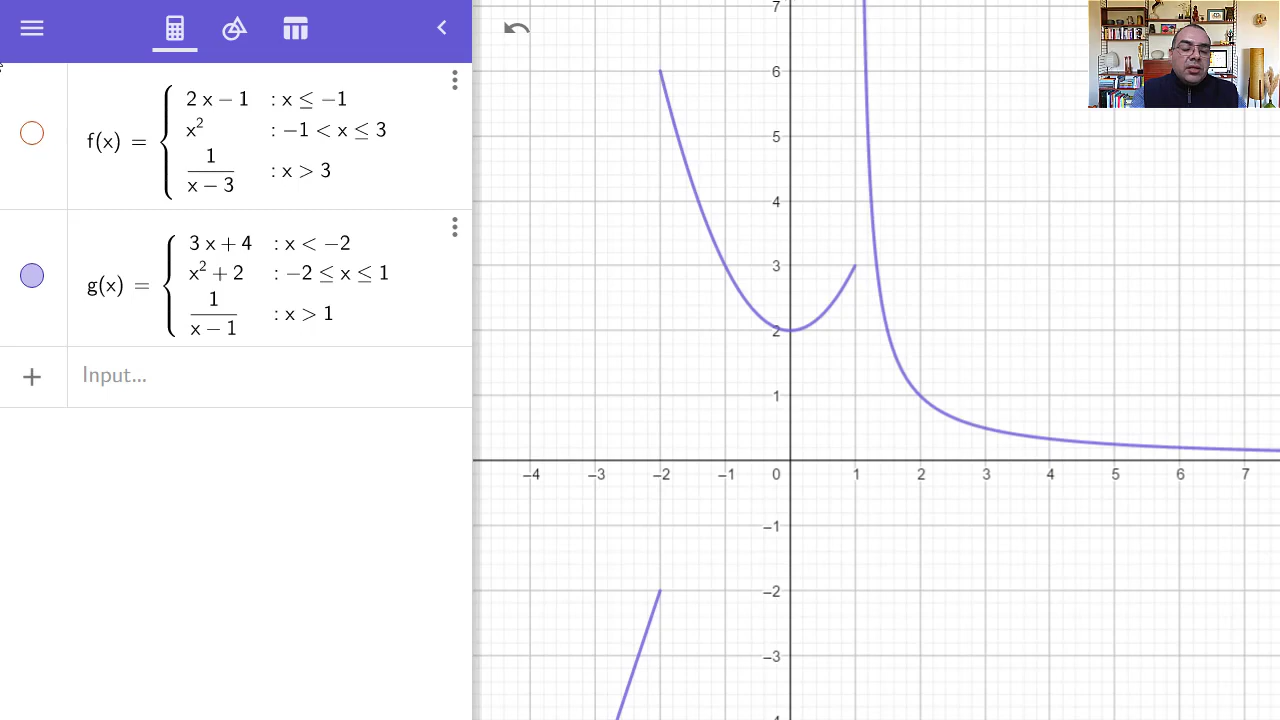 f(x) = { 2 x − 1 : x ≤ −1
x² : −1 < x ≤ 3
1/(x − 3) : x > 3
g(x) = { 3 x + 4 : x < −2
x² + 2 : −2 ≤ x ≤ 1
1/(x − 1) : x > 1
+ Input...
7
6
5
4
3
2
1
−4 −3 −2 −1 0 1 2 3 4 5 6 7
−1
−2
−3
−4